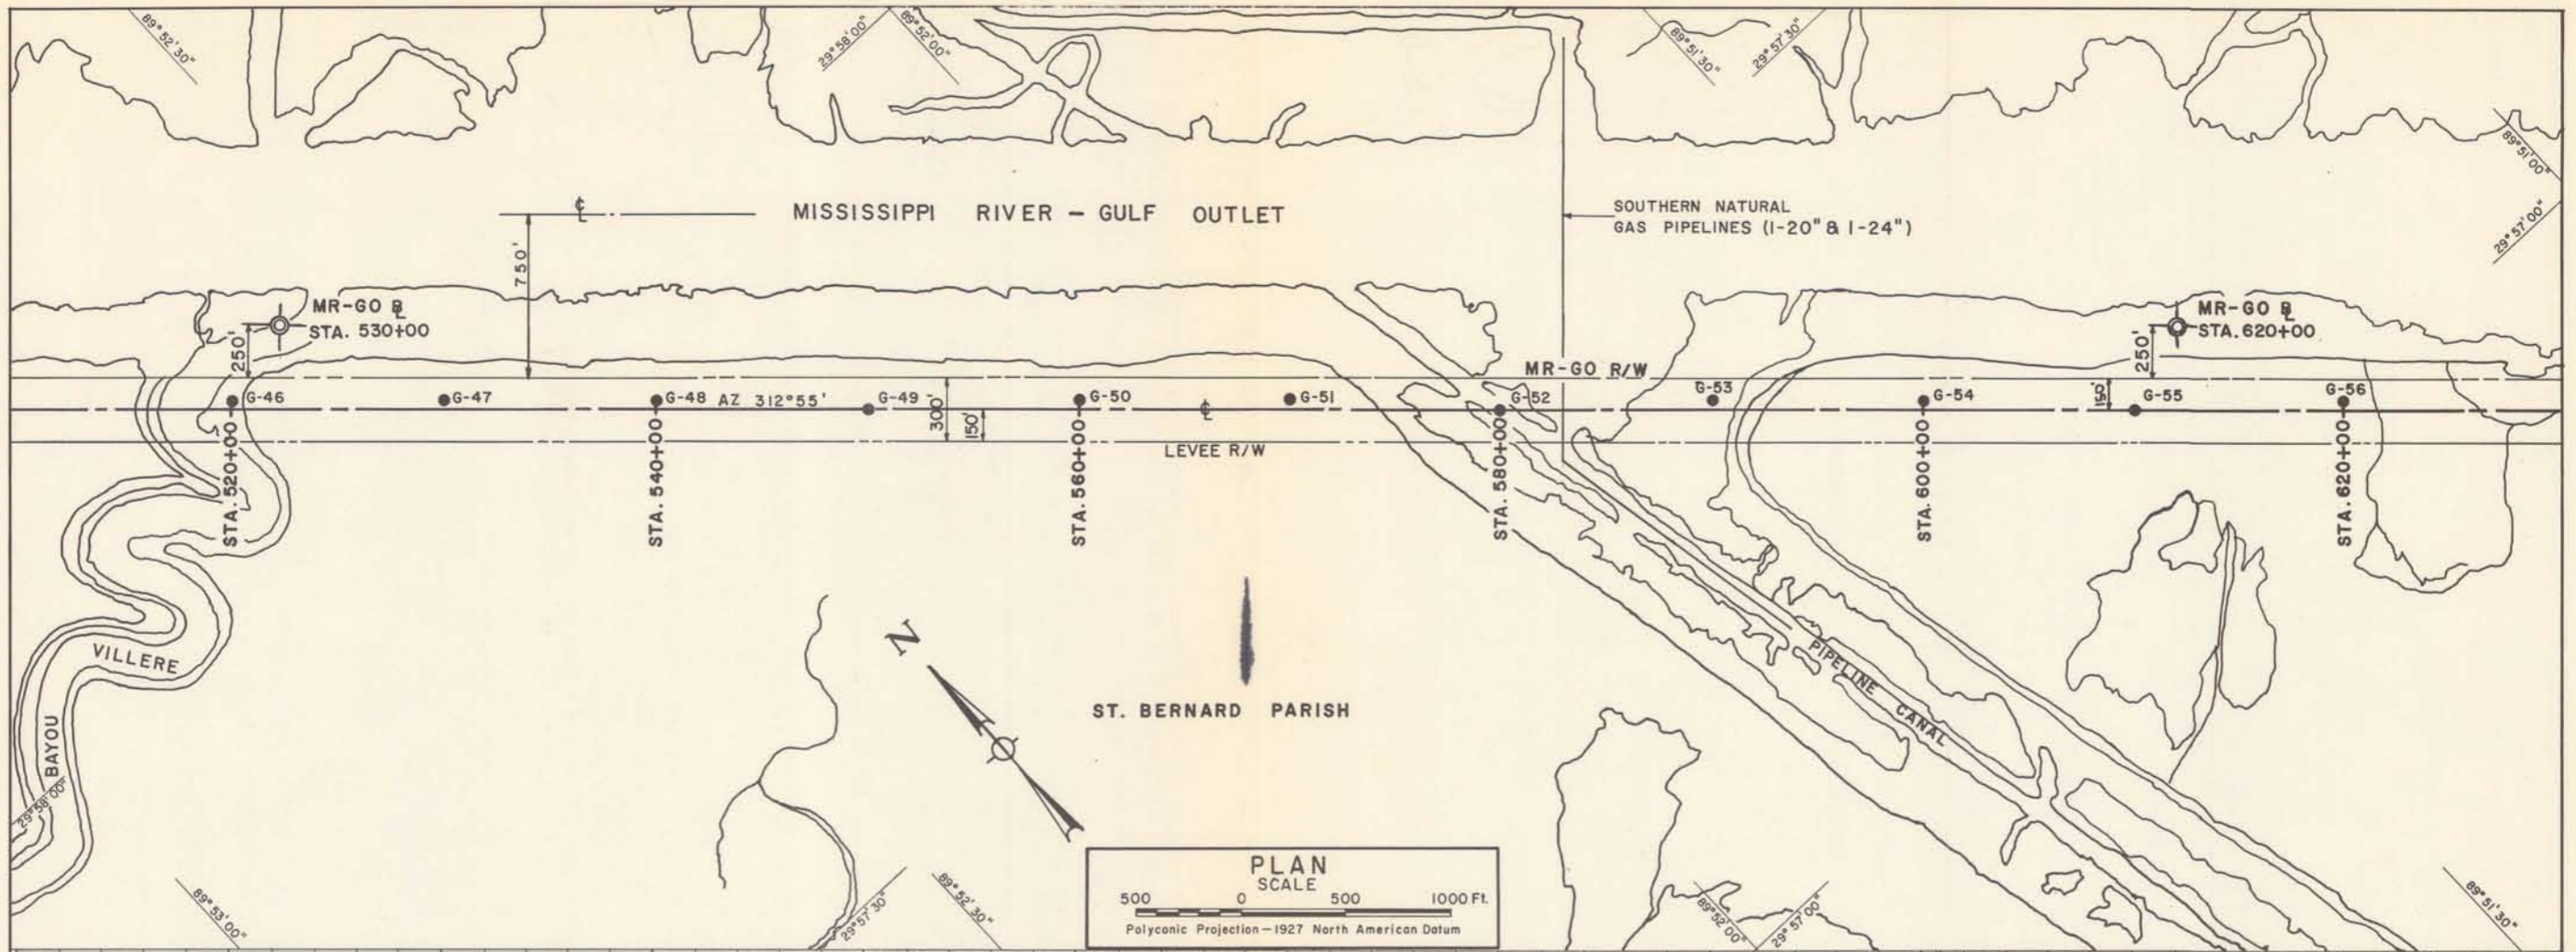 89°52'30"
29°58'00"
89°52'00"
89°51'30"
29°57'30"
89°51'00"
29°57'00"
℄
MISSISSIPPI RIVER – GULF OUTLET
SOUTHERN NATURAL
GAS PIPELINES (1-20" & 1-24")
750'
MR-GO B̵L
STA. 530+00
250'
MR-GO B̵L
STA. 620+00
250'
MR-GO R/W
G-46
G-47
G-48
AZ 312°55'
G-49
G-50
℄
G-51
G-52
G-53
G-54
G-55
G-56
300'
150'
150'
LEVEE R/W
STA. 520+00
STA. 540+00
STA. 560+00
STA. 580+00
STA. 600+00
STA. 620+00
VILLERE
BAYOU
N
ST. BERNARD PARISH
PIPELINE CANAL
29°58'00"
89°53'00"
29°57'30"
89°52'30"
89°52'00"
29°57'00"
89°51'30"
PLAN
SCALE
500 0 500 1000 Ft.
Polyconic Projection – 1927 North American Datum